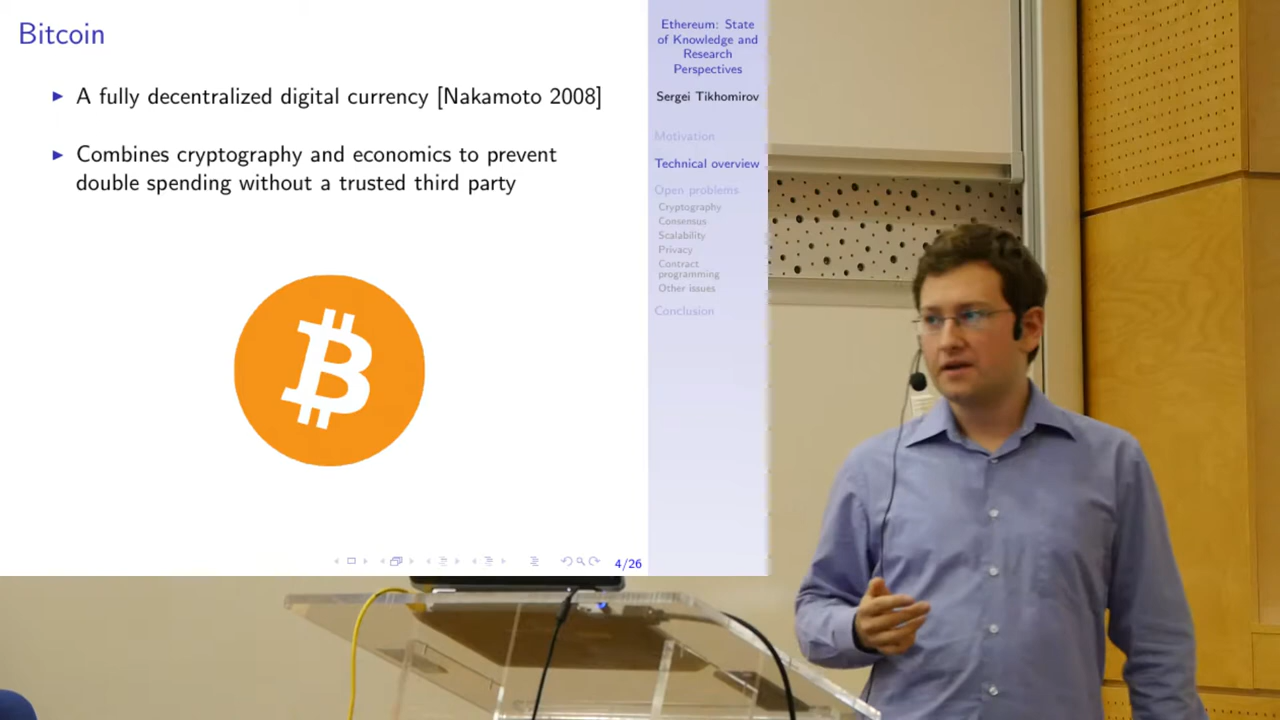 Bitcoin
A fully decentralized digital currency [Nakamoto 2008]
Combines cryptography and economics to prevent
double spending without a trusted third party
4/26
Ethereum: State
of Knowledge and
Research
Perspectives
Sergei Tikhomirov
Motivation
Technical overview
Open problems
Cryptography
Consensus
Scalability
Privacy
Contract
programming
Other issues
Conclusion